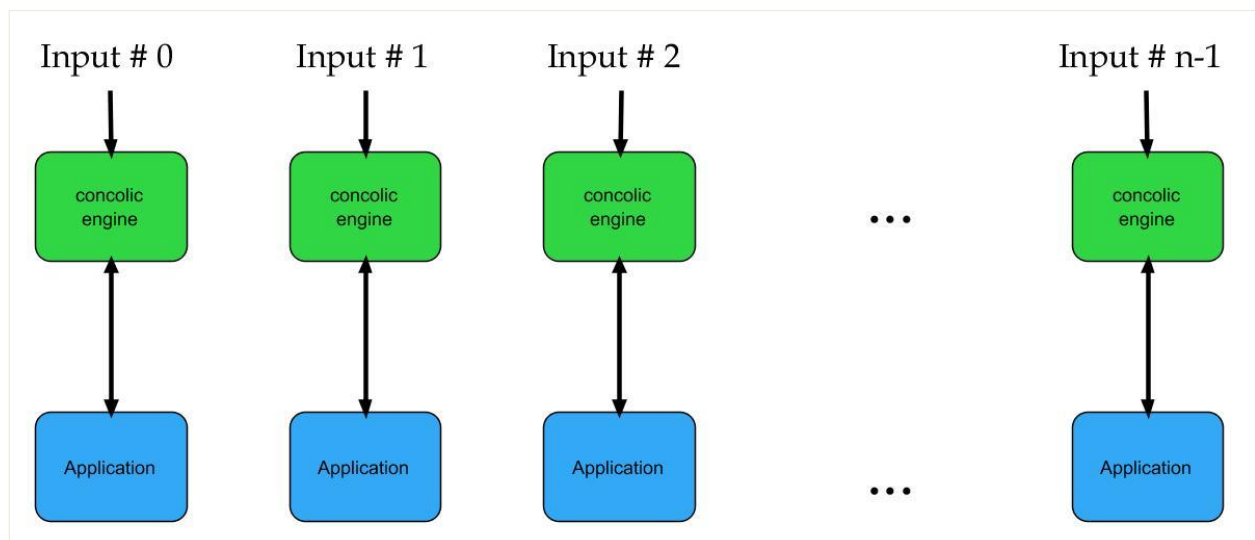 Input # 0
Input # 1
Input # 2
Input # n-1
concolic
engine
concolic
engine
concolic
engine
...
concolic
engine
Application
Application
Application
...
Application